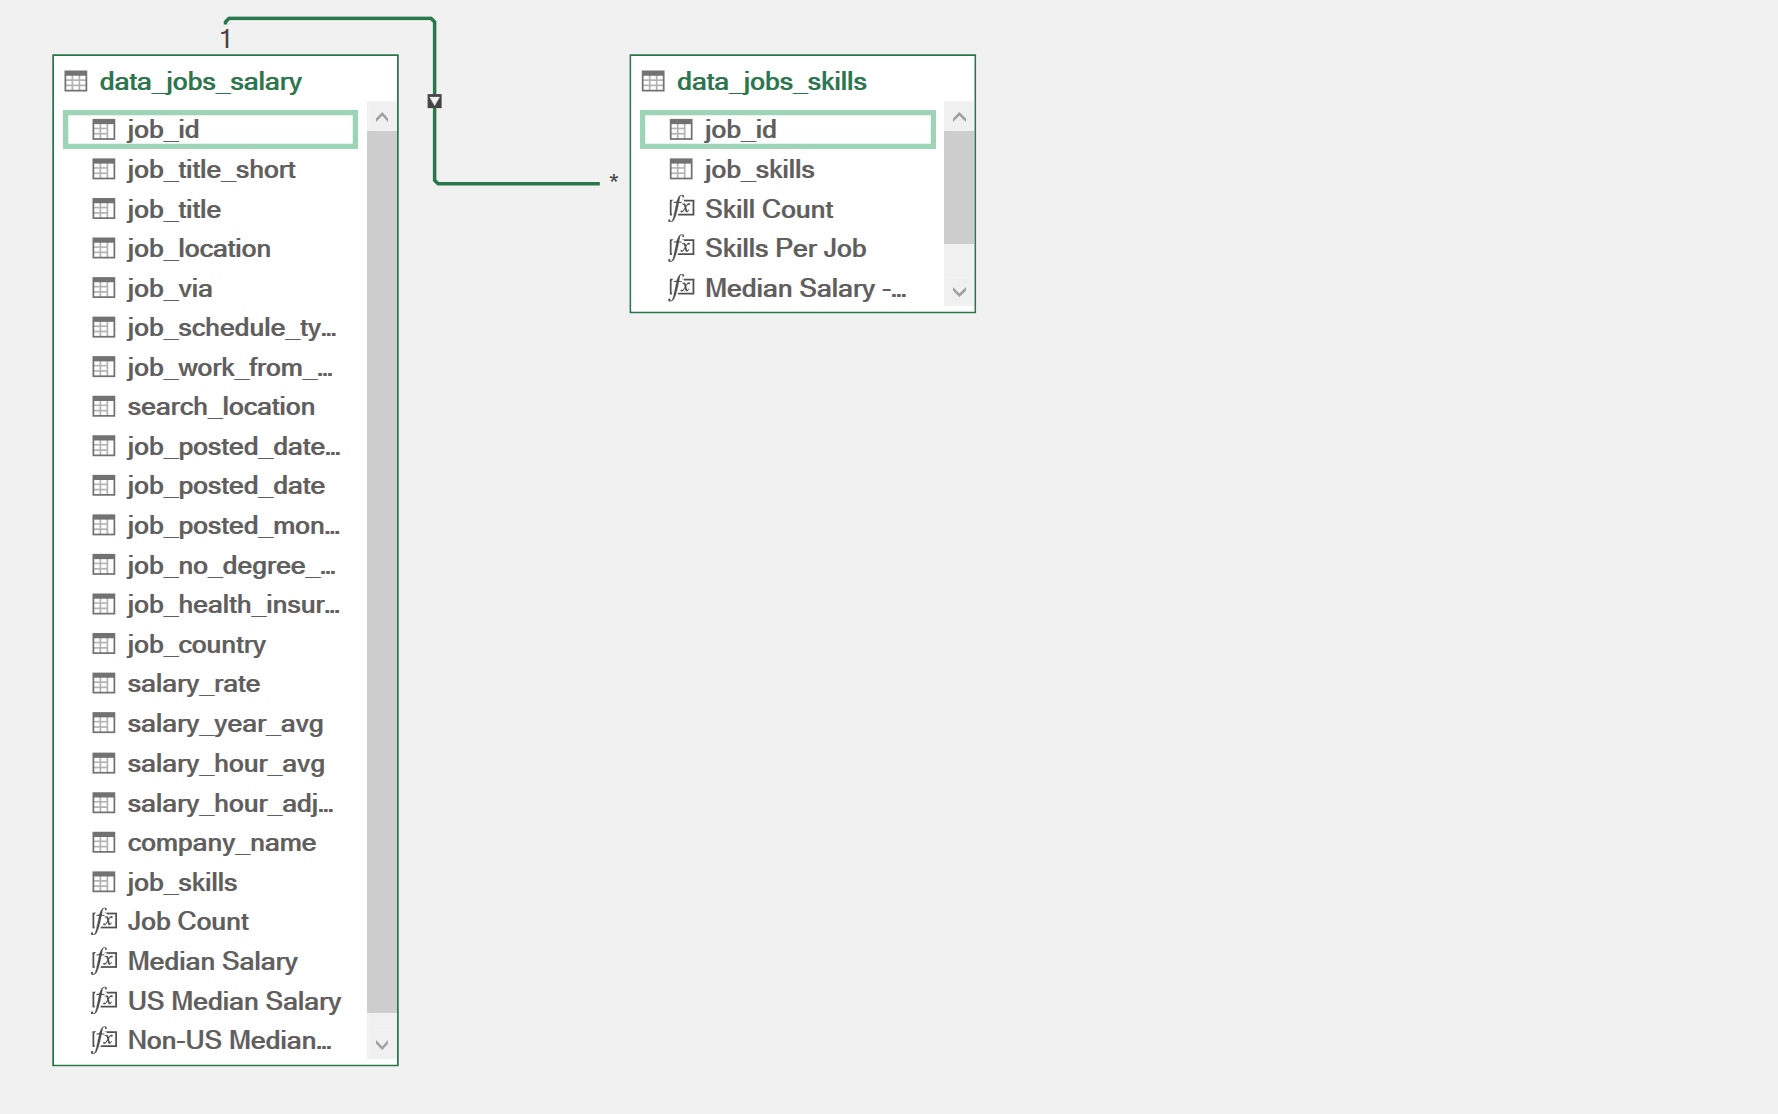 1
data_jobs_salary
job_id
job_title_short
job_title
job_location
job_via
job_schedule_ty...
job_work_from_...
search_location
job_posted_date...
job_posted_date
job_posted_mon...
job_no_degree_...
job_health_insur...
job_country
salary_rate
salary_year_avg
salary_hour_avg
salary_hour_adj...
company_name
job_skills
Job Count
Median Salary
US Median Salary
Non-US Median...
*
data_jobs_skills
job_id
job_skills
Skill Count
Skills Per Job
Median Salary -...